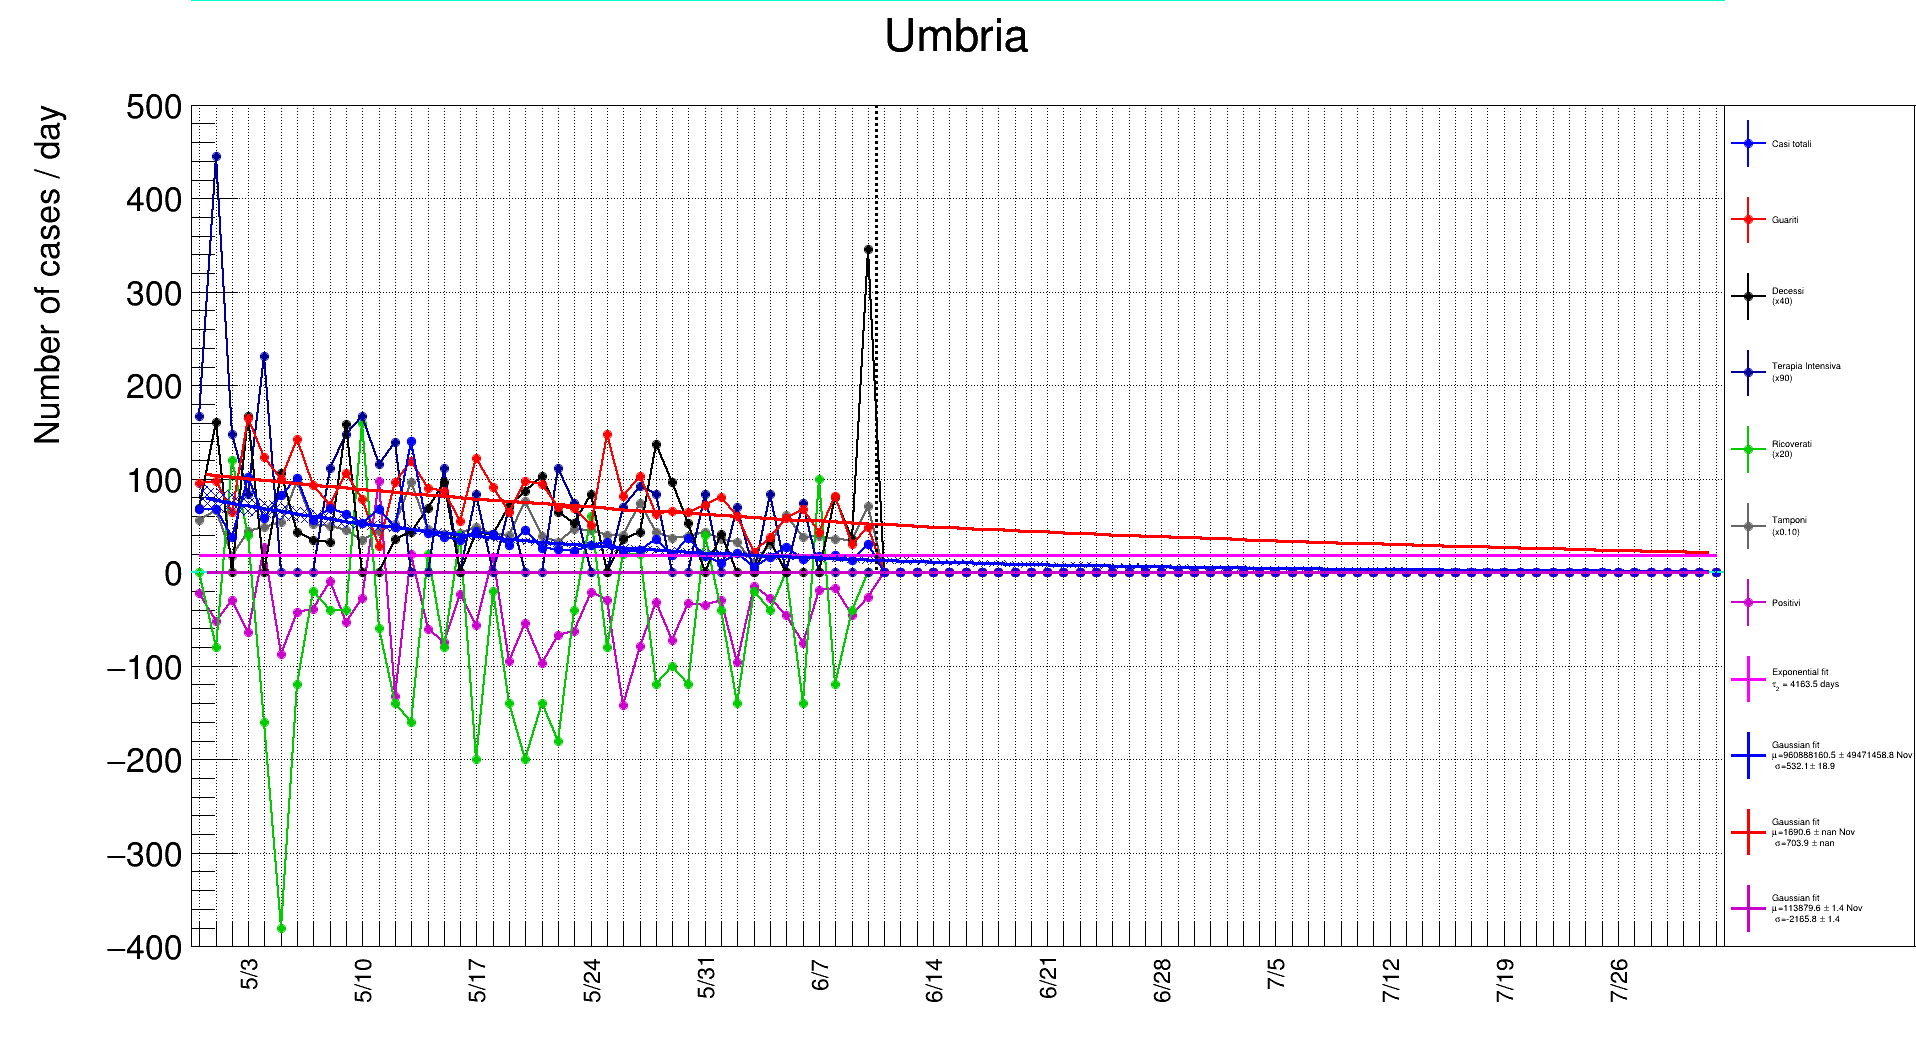 Umbria
Number of cases / day
500
400
300
200
100
0
−100
−200
−300
−400
5/3
5/10
5/17
5/24
5/31
6/7
6/14
6/21
6/28
7/5
7/12
7/19
7/26
Casi totali
Guariti
Decessi
(x40)
Terapia Intensiva
(x90)
Ricoverati
(x20)
Tamponi
(x0.10)
Positivi
Exponential fit
τ₂ = 4163.5 days
Gaussian fit
μ=960888160.5 ± 49471458.8 Nov
σ=532.1 ± 18.9
Gaussian fit
μ=1690.6 ± nan Nov
σ=703.9 ± nan
Gaussian fit
μ=113879.6 ± 1.4 Nov
σ=-2165.8 ± 1.4